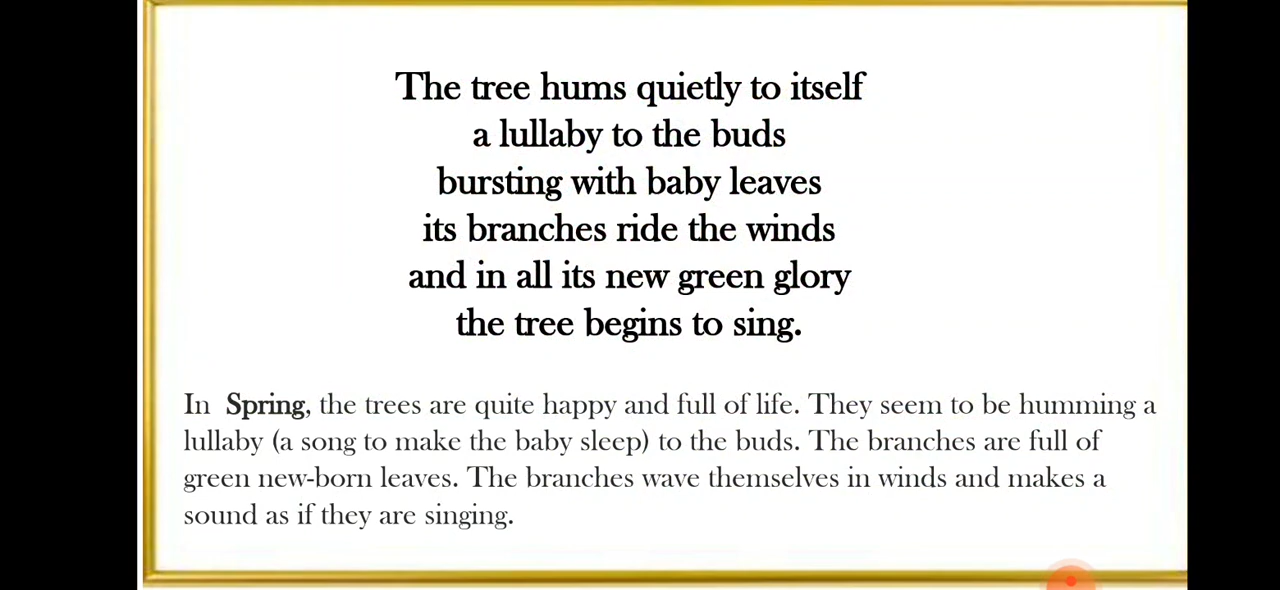 The tree hums quietly to itself
a lullaby to the buds
bursting with baby leaves
its branches ride the winds
and in all its new green glory
the tree begins to sing.
In Spring, the trees are quite happy and full of life. They seem to be humming a
lullaby (a song to make the baby sleep) to the buds. The branches are full of
green new-born leaves. The branches wave themselves in winds and makes a
sound as if they are singing.